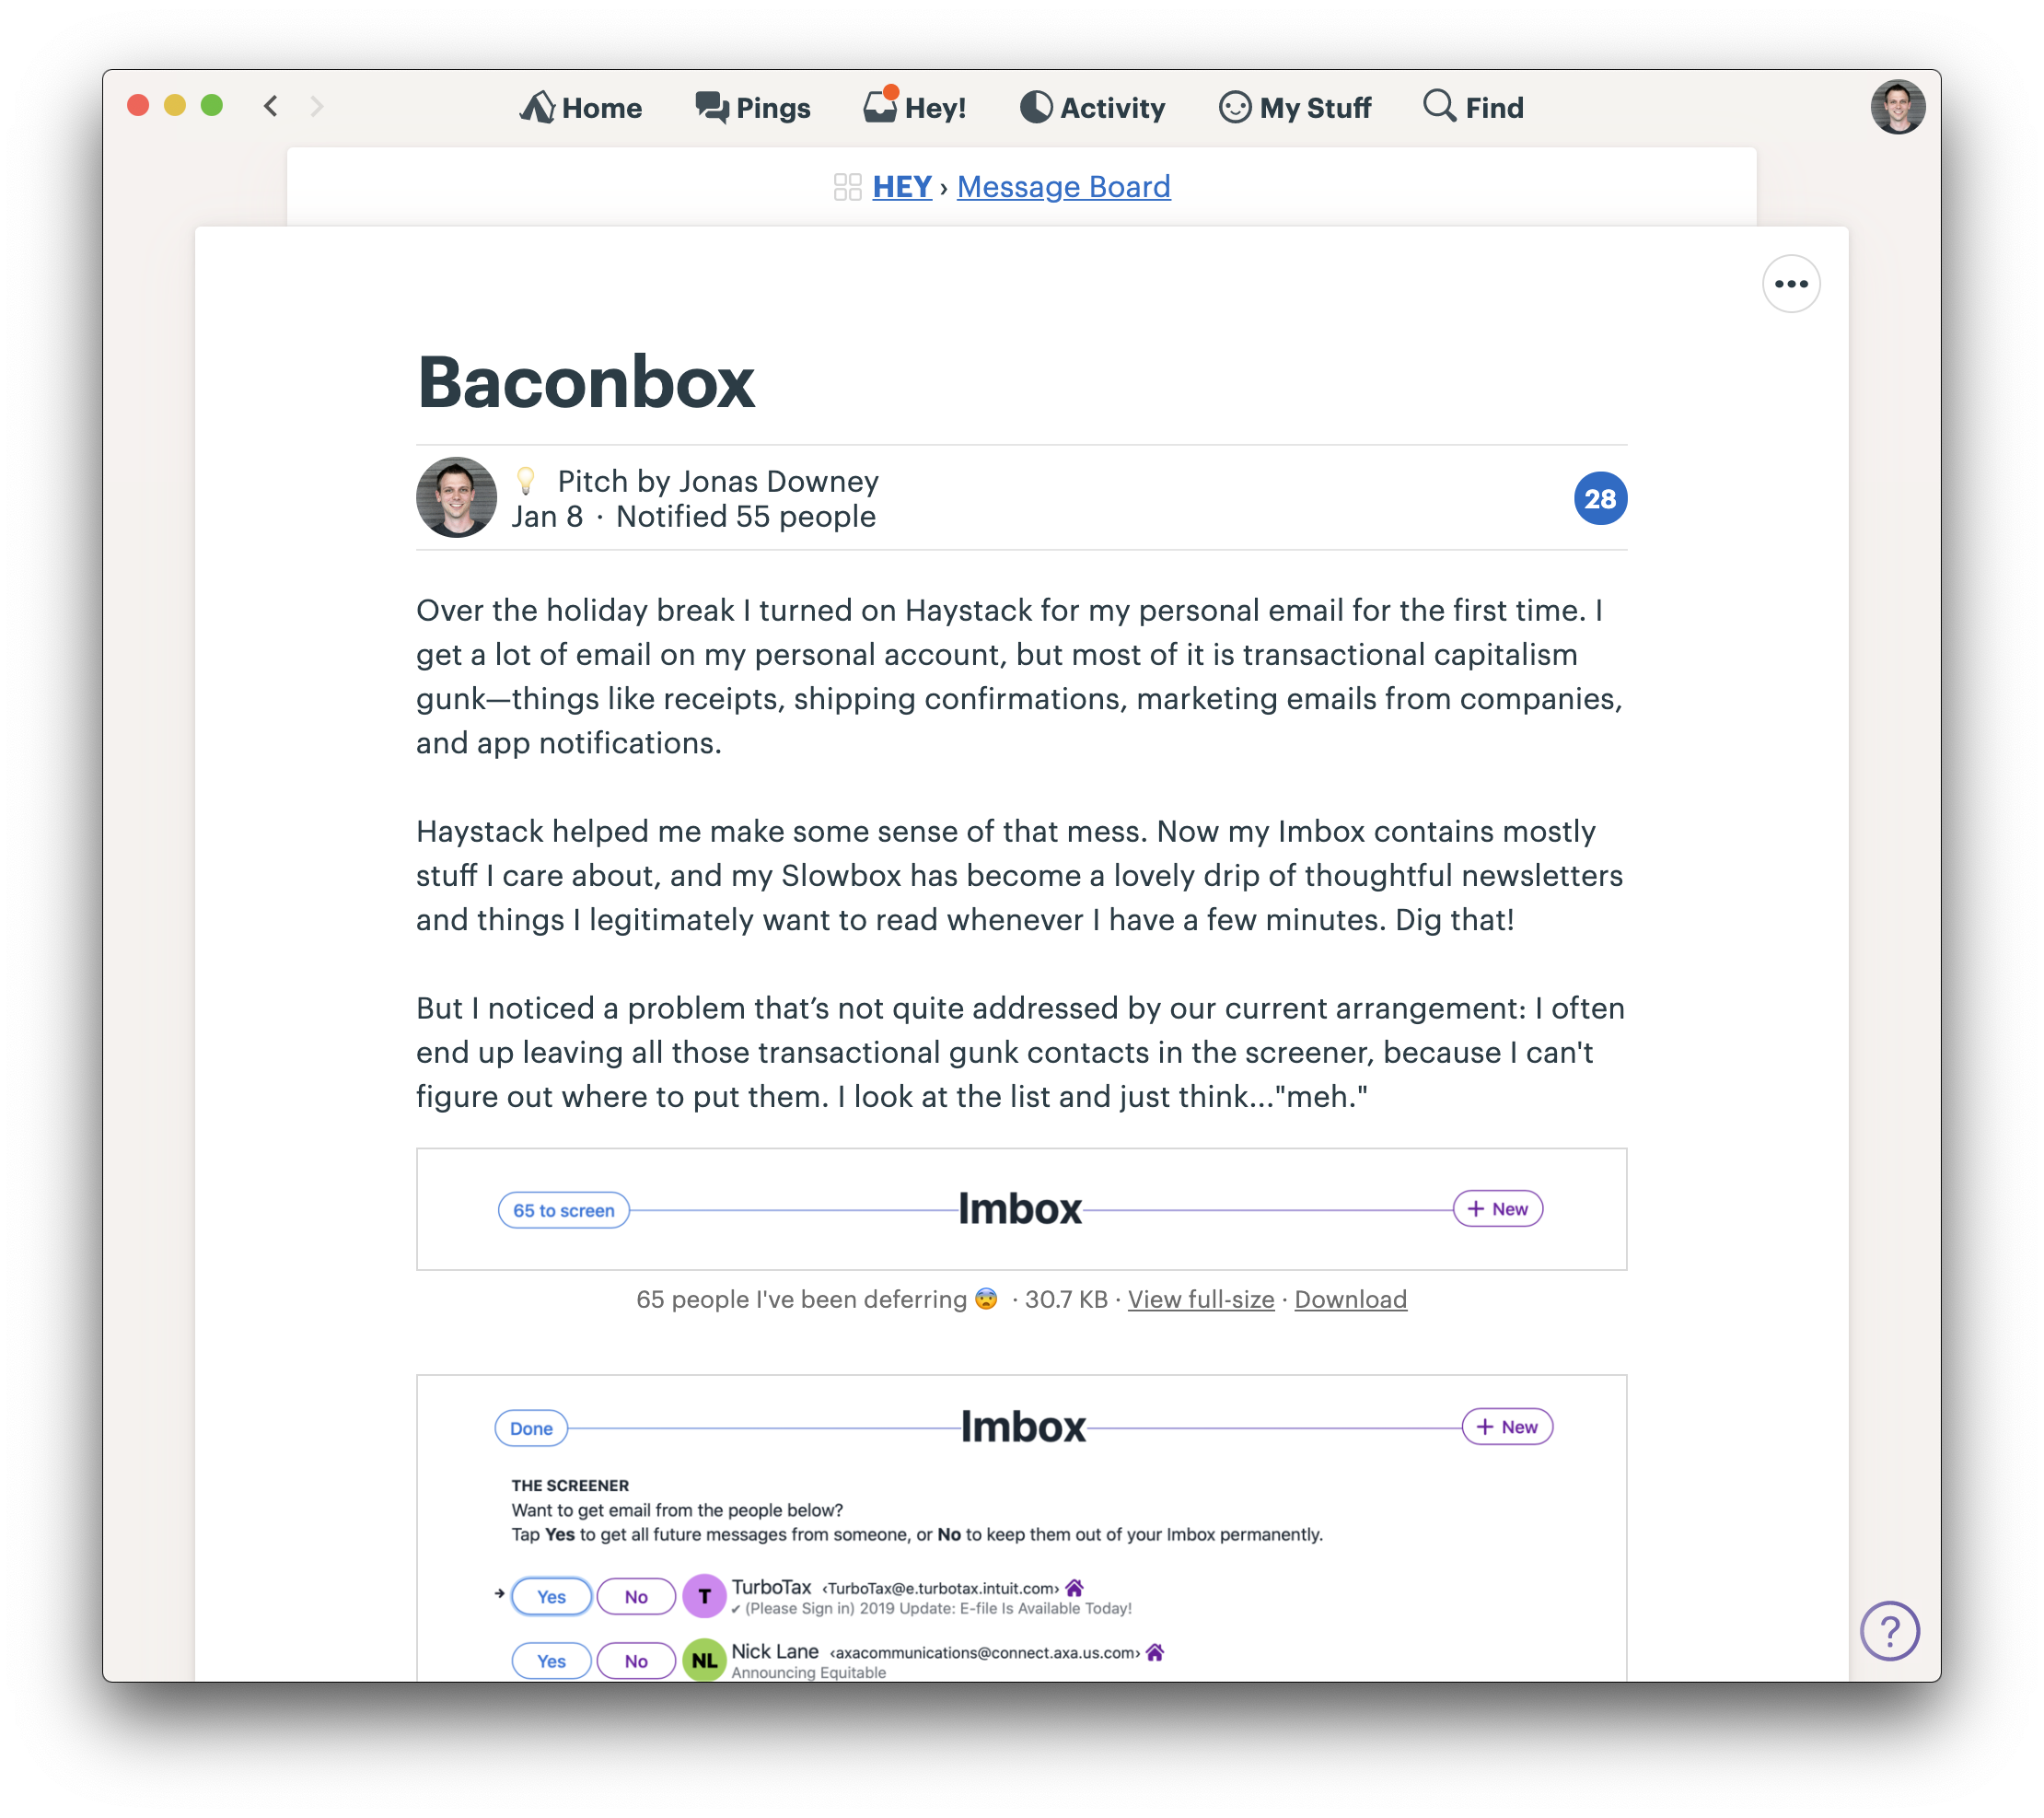 Home Pings Hey! Activity My Stuff Find
HEY › Message Board
Baconbox
💡 Pitch by Jonas Downey
Jan 8 · Notified 55 people
28
Over the holiday break I turned on Haystack for my personal email for the first time. I
get a lot of email on my personal account, but most of it is transactional capitalism
gunk—things like receipts, shipping confirmations, marketing emails from companies,
and app notifications.
Haystack helped me make some sense of that mess. Now my Imbox contains mostly
stuff I care about, and my Slowbox has become a lovely drip of thoughtful newsletters
and things I legitimately want to read whenever I have a few minutes. Dig that!
But I noticed a problem that’s not quite addressed by our current arrangement: I often
end up leaving all those transactional gunk contacts in the screener, because I can't
figure out where to put them. I look at the list and just think..."meh."
65 to screen Imbox + New
65 people I've been deferring 😨 · 30.7 KB · View full-size · Download
Done Imbox + New
THE SCREENER
Want to get email from the people below?
Tap Yes to get all future messages from someone, or No to keep them out of your Imbox permanently.
→ Yes No T TurboTax ‹TurboTax@e.turbotax.intuit.com›
✔ (Please Sign in) 2019 Update: E-file Is Available Today!
Yes No NL Nick Lane ‹axacommunications@connect.axa.us.com›
Announcing Equitable
?